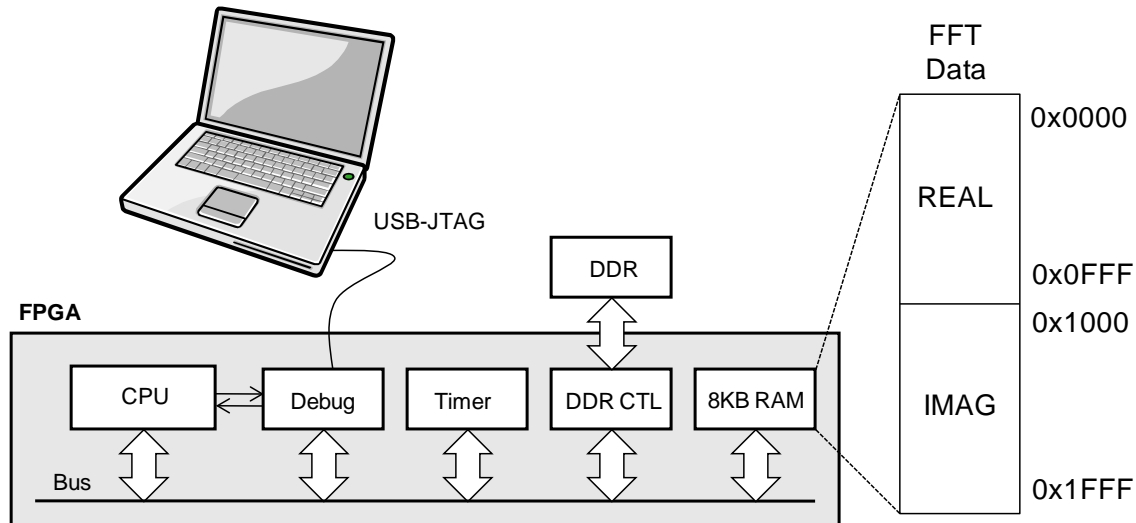 FFT
Data
0x0000
REAL
0x0FFF
0x1000
IMAG
0x1FFF
USB-JTAG
DDR
FPGA
CPU
Debug
Timer
DDR CTL
8KB RAM
Bus